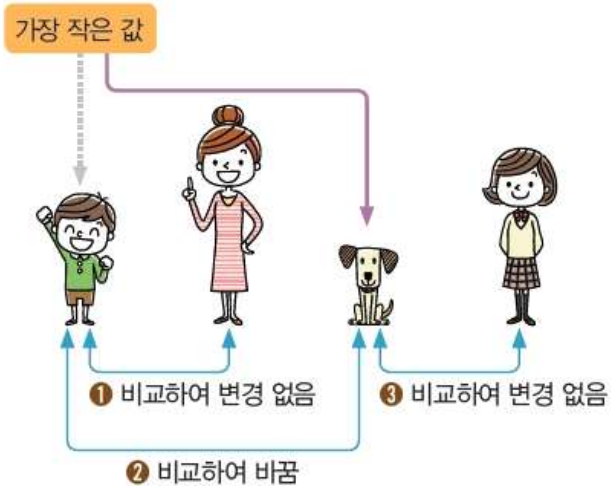 가장 작은 값
❶ 비교하여 변경 없음
❸ 비교하여 변경 없음
❷ 비교하여 바꿈